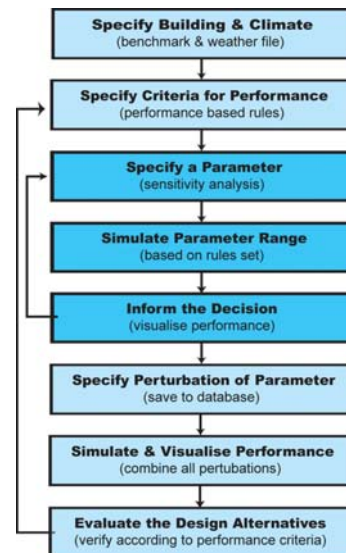 Specify Building & Climate
(benchmark & weather file)
Specify Criteria for Performance
(performance based rules)
Specify a Parameter
(sensitivity analysis)
Simulate Parameter Range
(based on rules set)
Inform the Decision
(visualise performance)
Specify Perturbation of Parameter
(save to database)
Simulate & Visualise Performance
(combine all pertubations)
Evaluate the Design Alternatives
(verify according to performance criteria)